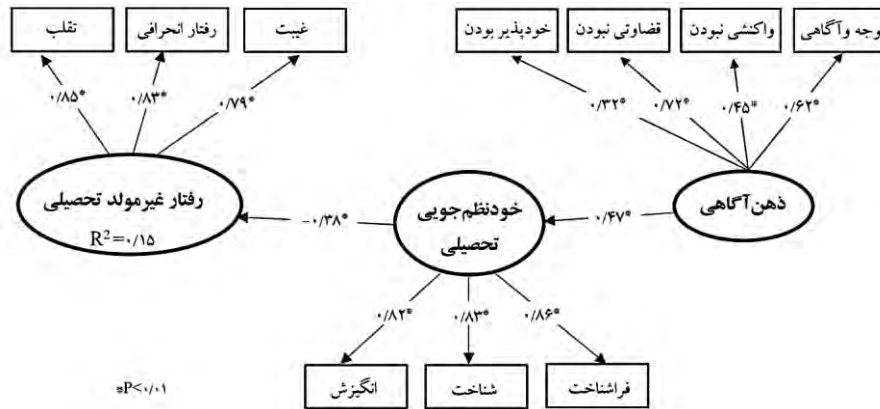 وجه وآگاهی
واکنشی نبودن
قضاوتی نبودن
خودپذیر بودن
غیبت
رفتار انحرافی
تقلب
۰/۶۲*
۰/۴۵*
۰/۷۲*
۰/۳۲*
۰/۷۹*
۰/۸۳*
۰/۸۵*
ذهن‌آگاهی
۰/۴۷*
خودنظم‌جویی
تحصیلی
-۰/۳۸*
رفتار غیرمولد تحصیلی
R²=۰/۱۵
۰/۸۶*
۰/۸۳*
۰/۸۲*
فراشناخت
شناخت
انگیزش
*P<۰/۰۱